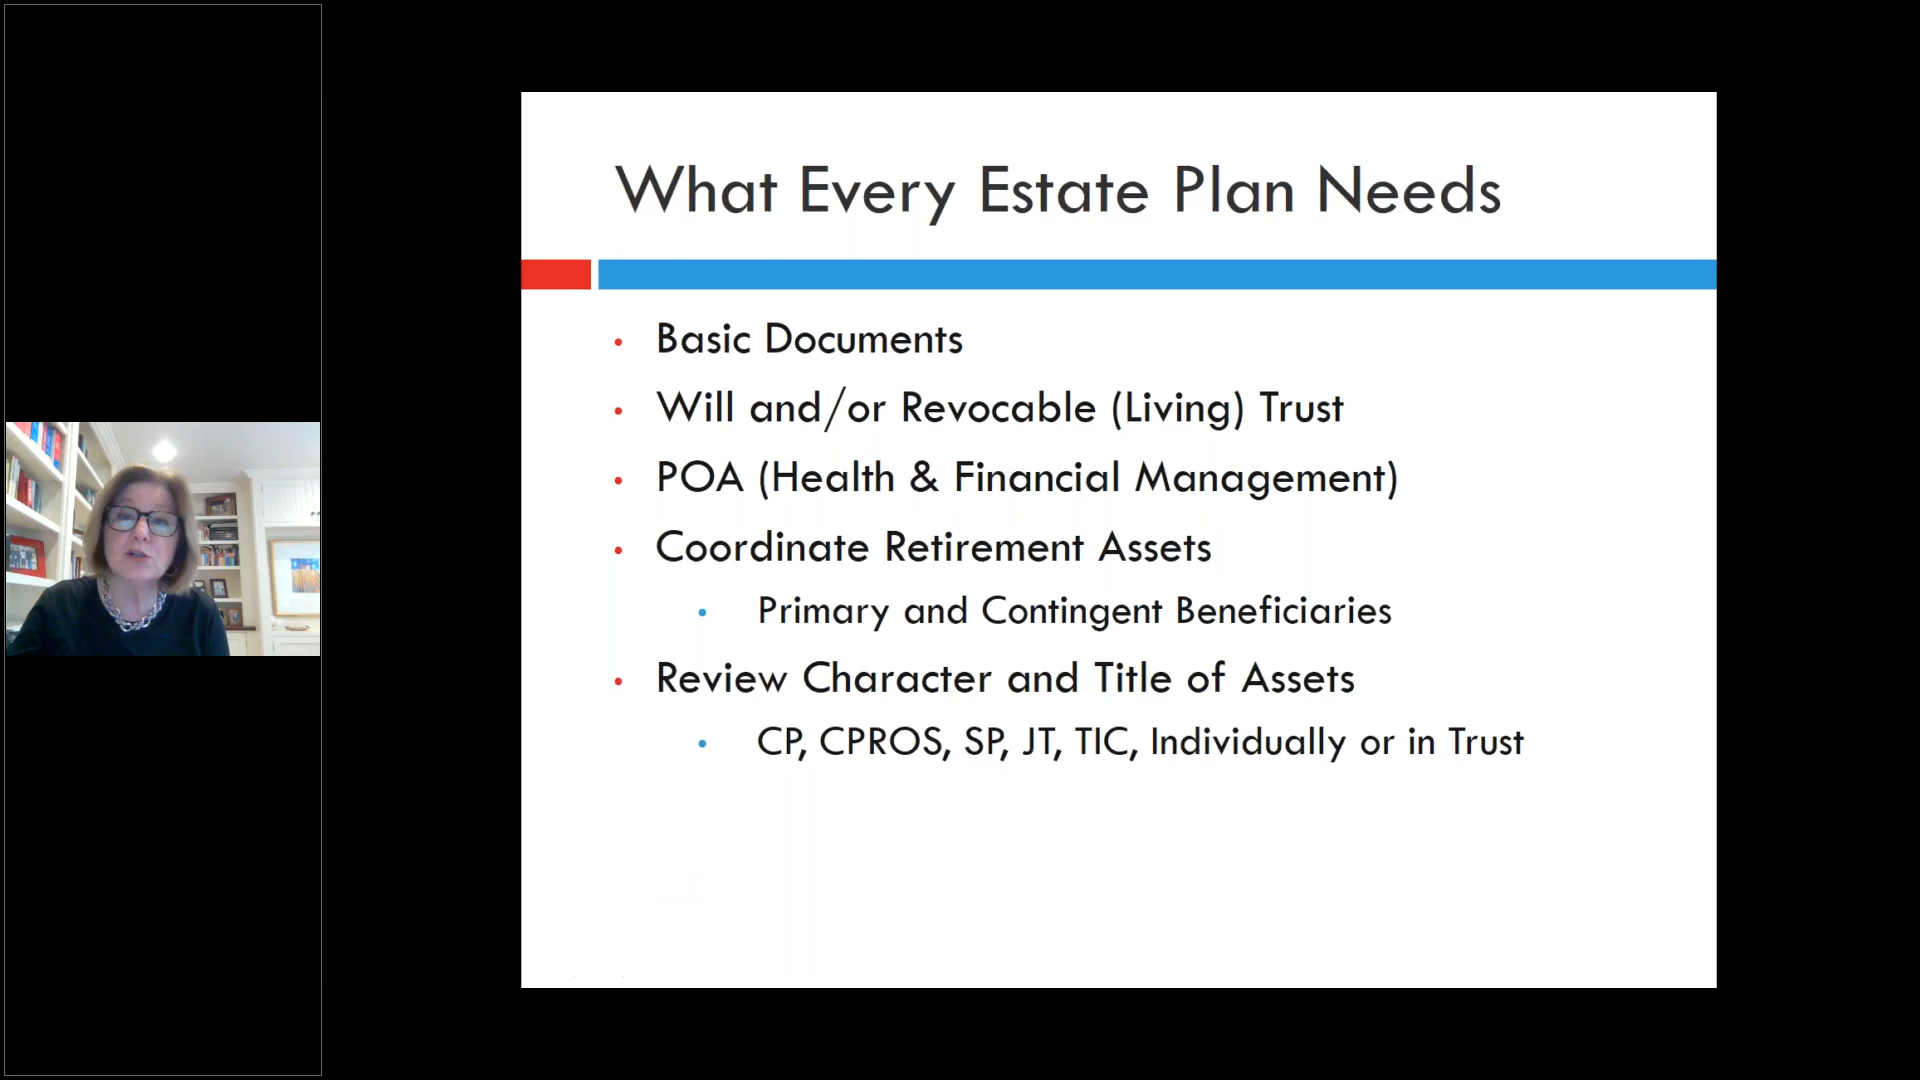 What Every Estate Plan Needs
Basic Documents
Will and/or Revocable (Living) Trust
POA (Health & Financial Management)
Coordinate Retirement Assets
Primary and Contingent Beneficiaries
Review Character and Title of Assets
CP, CPROS, SP, JT, TIC, Individually or in Trust